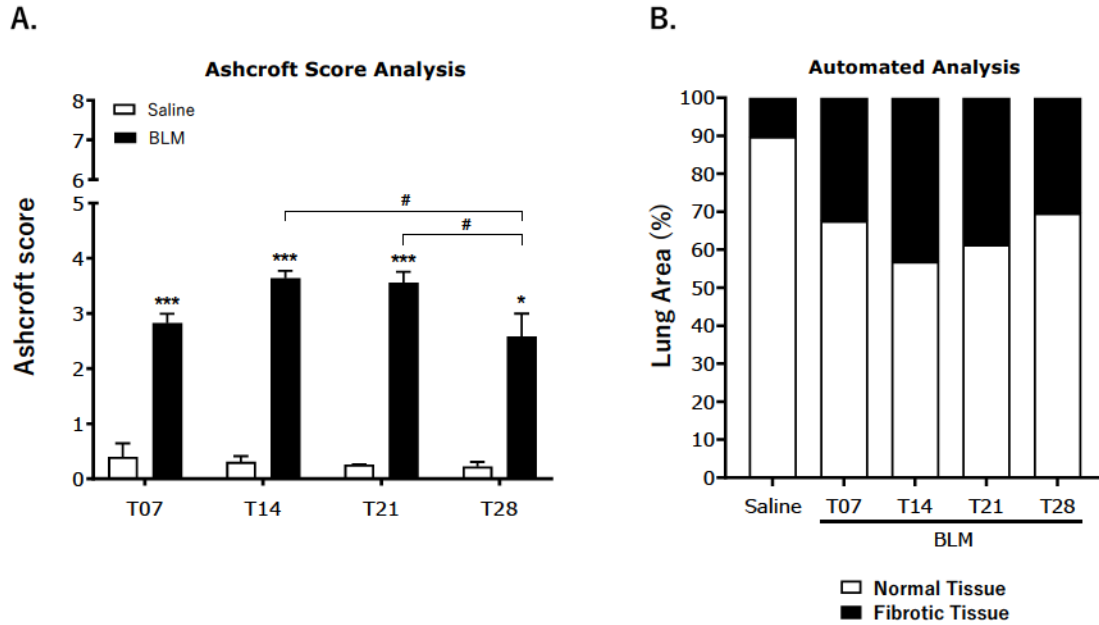 A.
Ashcroft Score Analysis
Saline
BLM
Ashcroft score
8
7
6
5
4
3
2
1
0
#
#
***
***
***
*
T07 T14 T21 T28
B.
Automated Analysis
Lung Area (%)
100
90
80
70
60
50
40
30
20
10
0
Saline T07 T14 T21 T28
BLM
Normal Tissue
Fibrotic Tissue